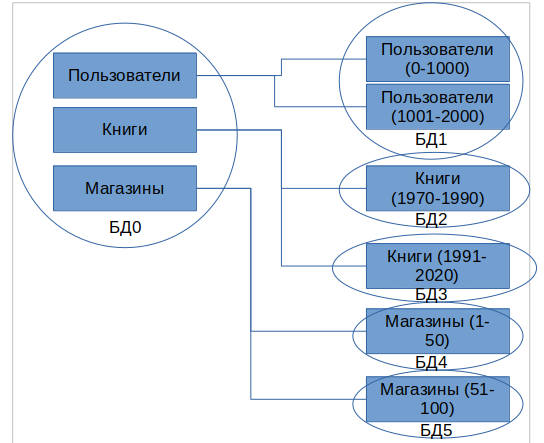 Пользователи
Книги
Магазины
БД0
Пользователи
(0-1000)
Пользователи
(1001-2000)
БД1
Книги
(1970-1990)
БД2
Книги (1991-
2020)
БД3
Магазины (1-
50)
БД4
Магазины (51-
100)
БД5